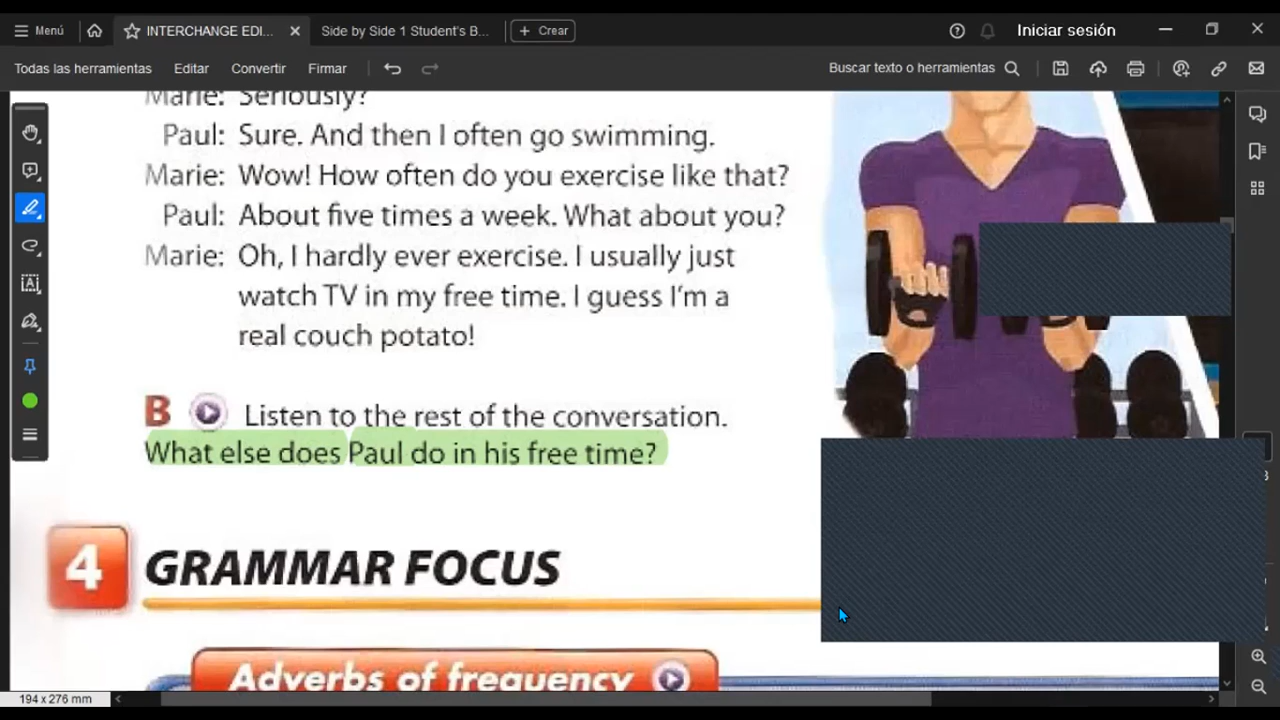 Menú
INTERCHANGE EDI...
Side by Side 1 Student's B...
Crear
Iniciar sesión
Todas las herramientas
Editar
Convertir
Firmar
Buscar texto o herramientas
Marie: Seriously?
Paul: Sure. And then I often go swimming.
Marie: Wow! How often do you exercise like that?
Paul: About five times a week. What about you?
Marie: Oh, I hardly ever exercise. I usually just
watch TV in my free time. I guess I'm a
real couch potato!
B Listen to the rest of the conversation.
What else does Paul do in his free time?
4 GRAMMAR FOCUS
Adverbs of frequency
194 x 276 mm